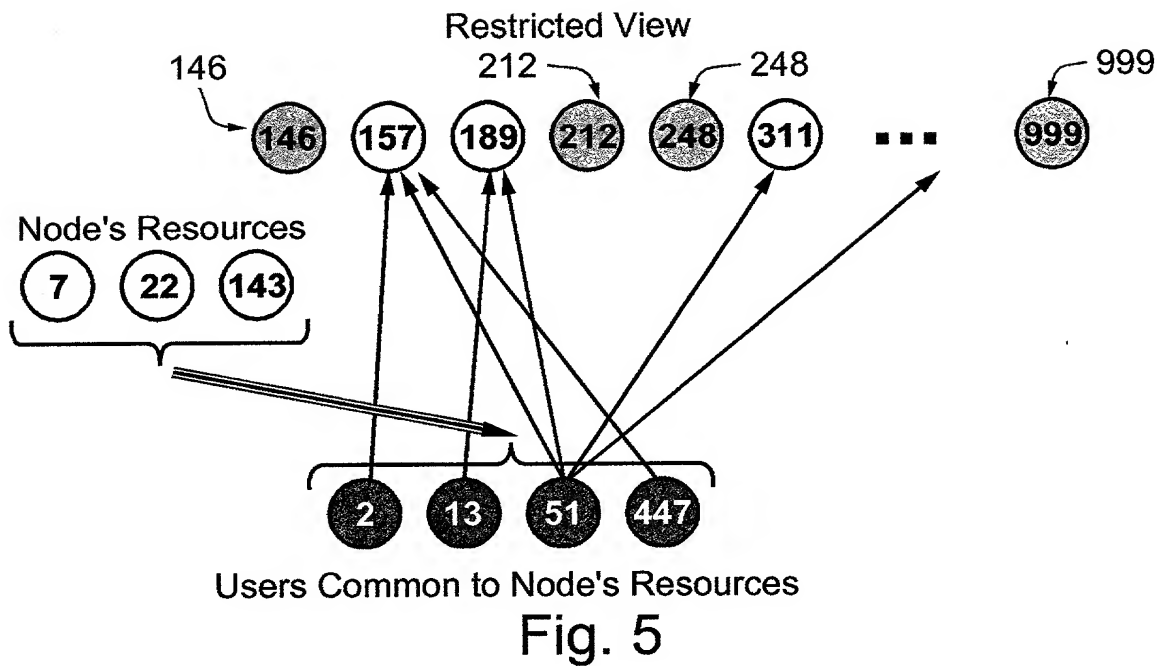 Restricted View
146 212 248 999
146 157 189 212 248 311 ... 999
Node's Resources
7 22 143
2 13 51 447
Users Common to Node's Resources
Fig. 5